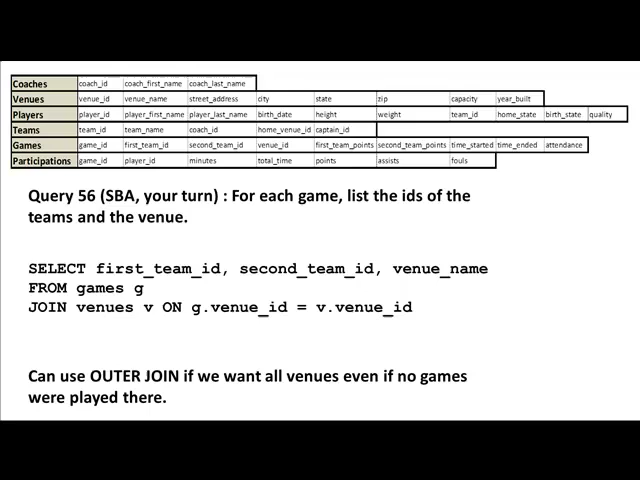 Coaches coach_id coach_first_name coach_last_name
Venues venue_id venue_name street_address city state zip capacity year_built
Players player_id player_first_name player_last_name birth_date height weight team_id home_state birth_state quality
Teams team_id team_name coach_id home_venue_id captain_id
Games game_id first_team_id second_team_id venue_id first_team_points second_team_points time_started time_ended attendance
Participations game_id player_id minutes total_time points assists fouls
Query 56 (SBA, your turn) : For each game, list the ids of the
teams and the venue.
SELECT first_team_id, second_team_id, venue_name
FROM games g
JOIN venues v ON g.venue_id = v.venue_id
Can use OUTER JOIN if we want all venues even if no games
were played there.